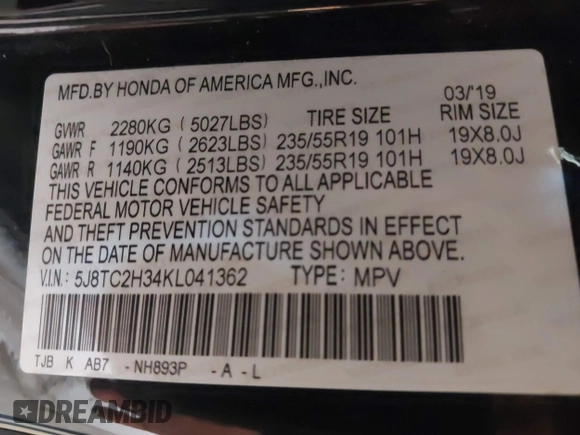 MFD.BY HONDA OF AMERICA MFG.,INC.
03/'19
GVWR 2280KG (5027LBS) TIRE SIZE RIM SIZE
GAWR F 1190KG (2623LBS) 235/55R19 101H 19X8.0J
GAWR R 1140KG (2513LBS) 235/55R19 101H 19X8.0J
THIS VEHICLE CONFORMS TO ALL APPLICABLE
FEDERAL MOTOR VEHICLE SAFETY
AND THEFT PREVENTION STANDARDS IN EFFECT
ON THE DATE OF MANUFACTURE SHOWN ABOVE.
V.I.N.: 5J8TC2H34KL041362 TYPE: MPV
TJB K AB7 -NH893P -A -L
DREAMBID